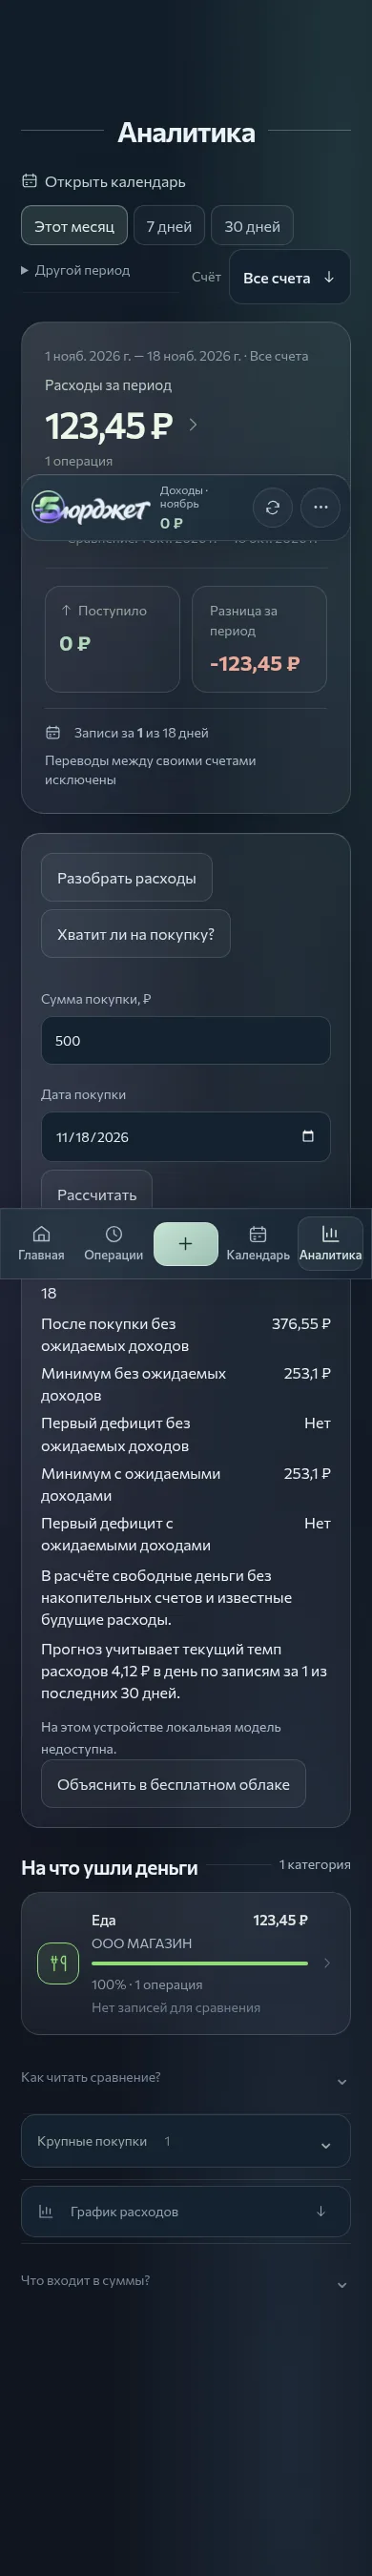 Аналитика
Открыть календарь
Этот месяц
7 дней
30 дней
Другой период
Счёт
Все счета
1 нояб. 2026 г. — 18 нояб. 2026 г. · Все счета
Расходы за период
123,45 ₽
1 операция
Бюрджет
Доходы ·
ноябрь
0 ₽
Поступило
0 ₽
Разница за
период
-123,45 ₽
Записи за 1 из 18 дней
Переводы между своими счетами
исключены
Разобрать расходы
Хватит ли на покупку?
Сумма покупки, ₽
500
Дата покупки
11/18/2026
Рассчитать
Главная
Операции
Календарь
Аналитика
18
После покупки без
ожидаемых доходов
376,55 ₽
Минимум без ожидаемых
доходов
253,1 ₽
Первый дефицит без
ожидаемых доходов
Нет
Минимум с ожидаемыми
доходами
253,1 ₽
Первый дефицит с
ожидаемыми доходами
Нет
В расчёте свободные деньги без
накопительных счетов и известные
будущие расходы.
Прогноз учитывает текущий темп
расходов 4,12 ₽ в день по записям за 1 из
последних 30 дней.
На этом устройстве локальная модель
недоступна.
Объяснить в бесплатном облаке
На что ушли деньги
1 категория
Еда
123,45 ₽
ООО МАГАЗИН
100% · 1 операция
Нет записей для сравнения
Как читать сравнение?
Крупные покупки 1
График расходов
Что входит в суммы?